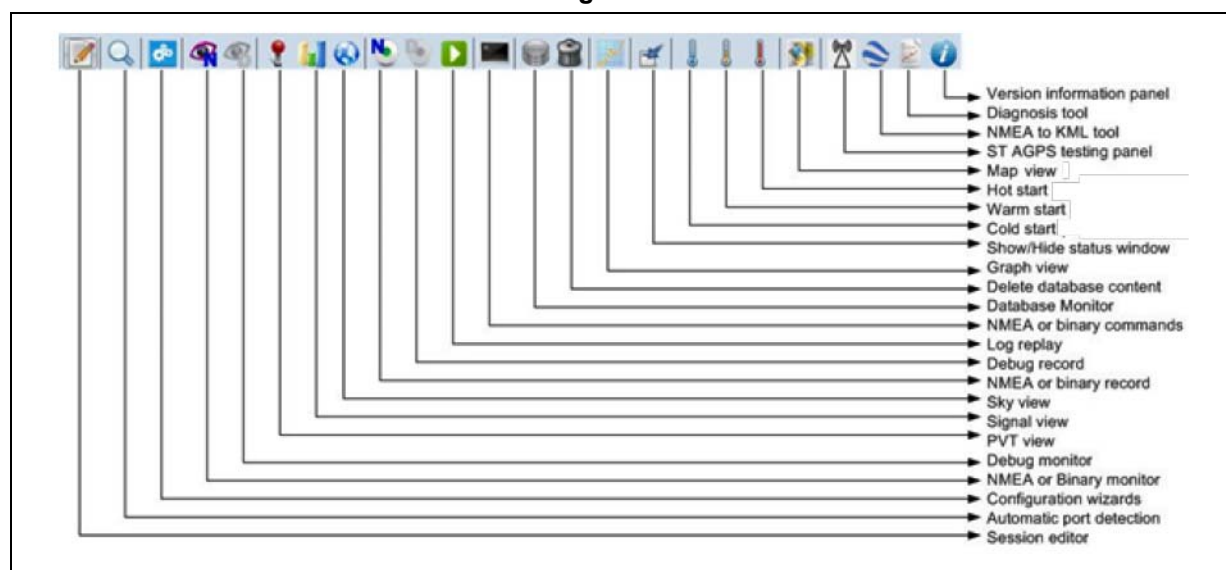 N
N
Version information panel
Diagnosis tool
NMEA to KML tool
ST AGPS testing panel
Map view
Hot start
Warm start
Cold start
Show/Hide status window
Graph view
Delete database content
Database Monitor
NMEA or binary commands
Log replay
Debug record
NMEA or binary record
Sky view
Signal view
PVT view
Debug monitor
NMEA or Binary monitor
Configuration wizards
Automatic port detection
Session editor